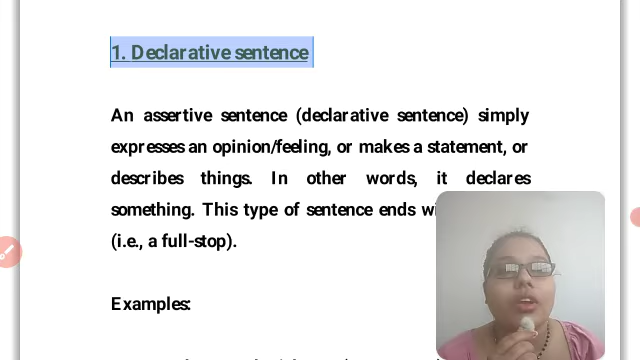 1. Declarative sentence
An assertive sentence (declarative sentence) simply
expresses an opinion/feeling, or makes a statement, or
describes things. In other words, it declares
something. This type of sentence ends
(i.e., a full-stop).
Examples: